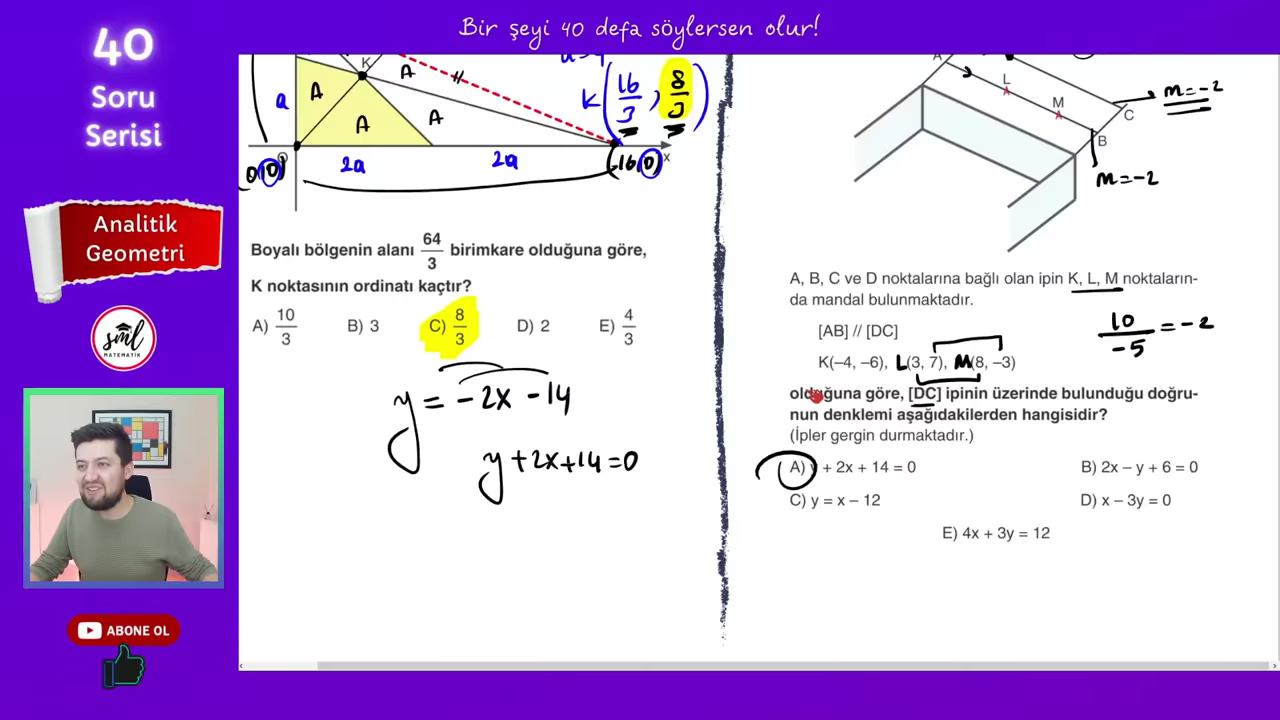 Bir şeyi 40 defa söylersen olur!
40
Soru
Serisi
Analitik
Geometri
SML
MATEMATİK
ABONE OL
K
A
A
A
A
a
2a
2a
x
K(16/3, 8/3)
(16,0)
Boyalı bölgenin alanı 64/3 birimkare olduğuna göre,
K noktasının ordinatı kaçtır?
A) 10/3 B) 3 C) 8/3 D) 2 E) 4/3
y = -2x -14
y+2x+14=0
A
L
M
C
B
m=-2
m=-2
A, B, C ve D noktalarına bağlı olan ipin K, L, M noktaların-
da mandal bulunmaktadır.
[AB] // [DC]
10/-5 = -2
K(–4, –6), L(3, 7), M(8, –3)
olduğuna göre, [DC] ipinin üzerinde bulunduğu doğru-
nun denklemi aşağıdakilerden hangisidir?
(İpler gergin durmaktadır.)
A) y + 2x + 14 = 0 B) 2x – y + 6 = 0
C) y = x – 12 D) x – 3y = 0
E) 4x + 3y = 12